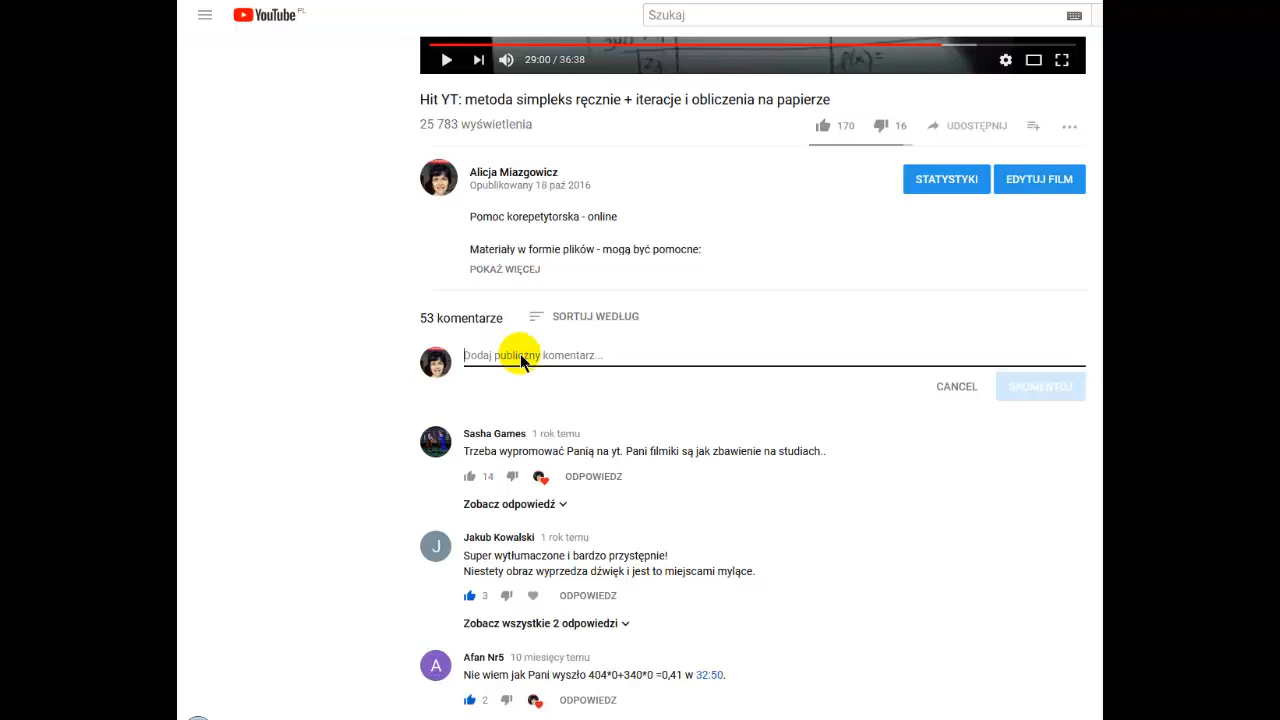 YouTube PL
Szukaj
29:00 / 36:38
Hit YT: metoda simpleks ręcznie + iteracje i obliczenia na papierze
25 783 wyświetlenia
170 16 UDOSTĘPNIJ
Alicja Miazgowicz
Opublikowany 18 paź 2016
STATYSTYKI EDYTUJ FILM
Pomoc korepetytorska - online
Materiały w formie plików - mogą być pomocne:
POKAŻ WIĘCEJ
53 komentarze SORTUJ WEDŁUG
Dodaj publiczny komentarz...
CANCEL SKOMENTUJ
Sasha Games 1 rok temu
Trzeba wypromować Panią na yt. Pani filmiki są jak zbawienie na studiach..
14 ODPOWIEDZ
Zobacz odpowiedź
J
Jakub Kowalski 1 rok temu
Super wytłumaczone i bardzo przystępnie!
Niestety obraz wyprzedza dźwięk i jest to miejscami mylące.
3 ODPOWIEDZ
Zobacz wszystkie 2 odpowiedzi
A
Afan Nr5 10 miesięcy temu
Nie wiem jak Pani wyszło 404*0+340*0 =0,41 w 32:50.
2 ODPOWIEDZ